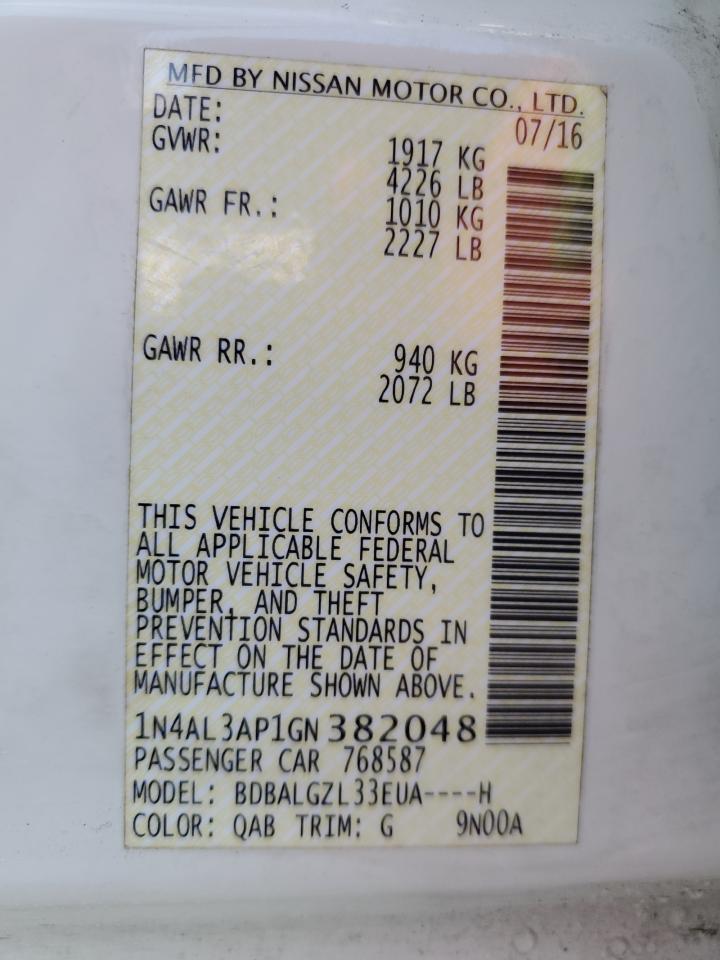 MFD BY NISSAN MOTOR CO., LTD.
DATE: 07/16
GVWR: 1917 KG
4226 LB
GAWR FR.: 1010 KG
2227 LB
GAWR RR.: 940 KG
2072 LB
THIS VEHICLE CONFORMS TO
ALL APPLICABLE FEDERAL
MOTOR VEHICLE SAFETY,
BUMPER, AND THEFT
PREVENTION STANDARDS IN
EFFECT ON THE DATE OF
MANUFACTURE SHOWN ABOVE.
1N4AL3AP1GN382048
PASSENGER CAR 768587
MODEL: BDBALGZL33EUA----H
COLOR: QAB TRIM: G 9N00A